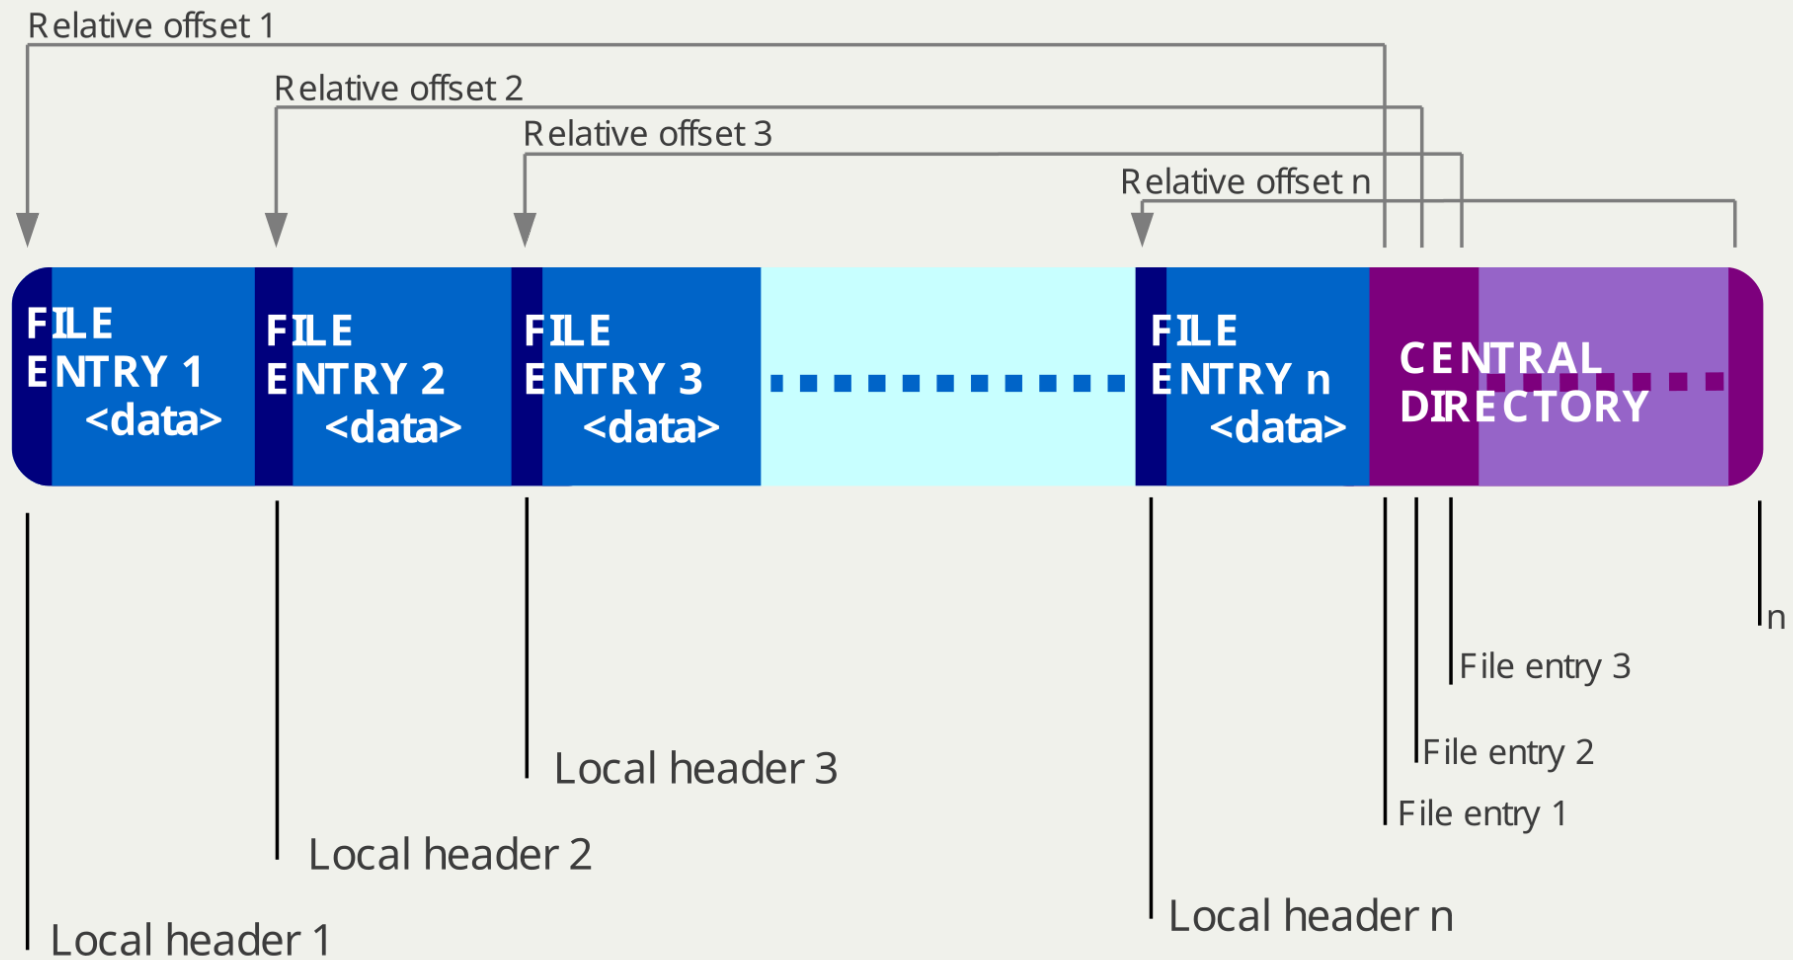 Relative offset 1
Relative offset 2
Relative offset 3
Relative offset n
FILE
ENTRY 1
<data>
FILE
ENTRY 2
<data>
FILE
ENTRY 3
<data>
FILE
ENTRY n
<data>
CENTRAL
DIRECTORY
n
File entry 3
File entry 2
File entry 1
Local header 3
Local header 2
Local header n
Local header 1